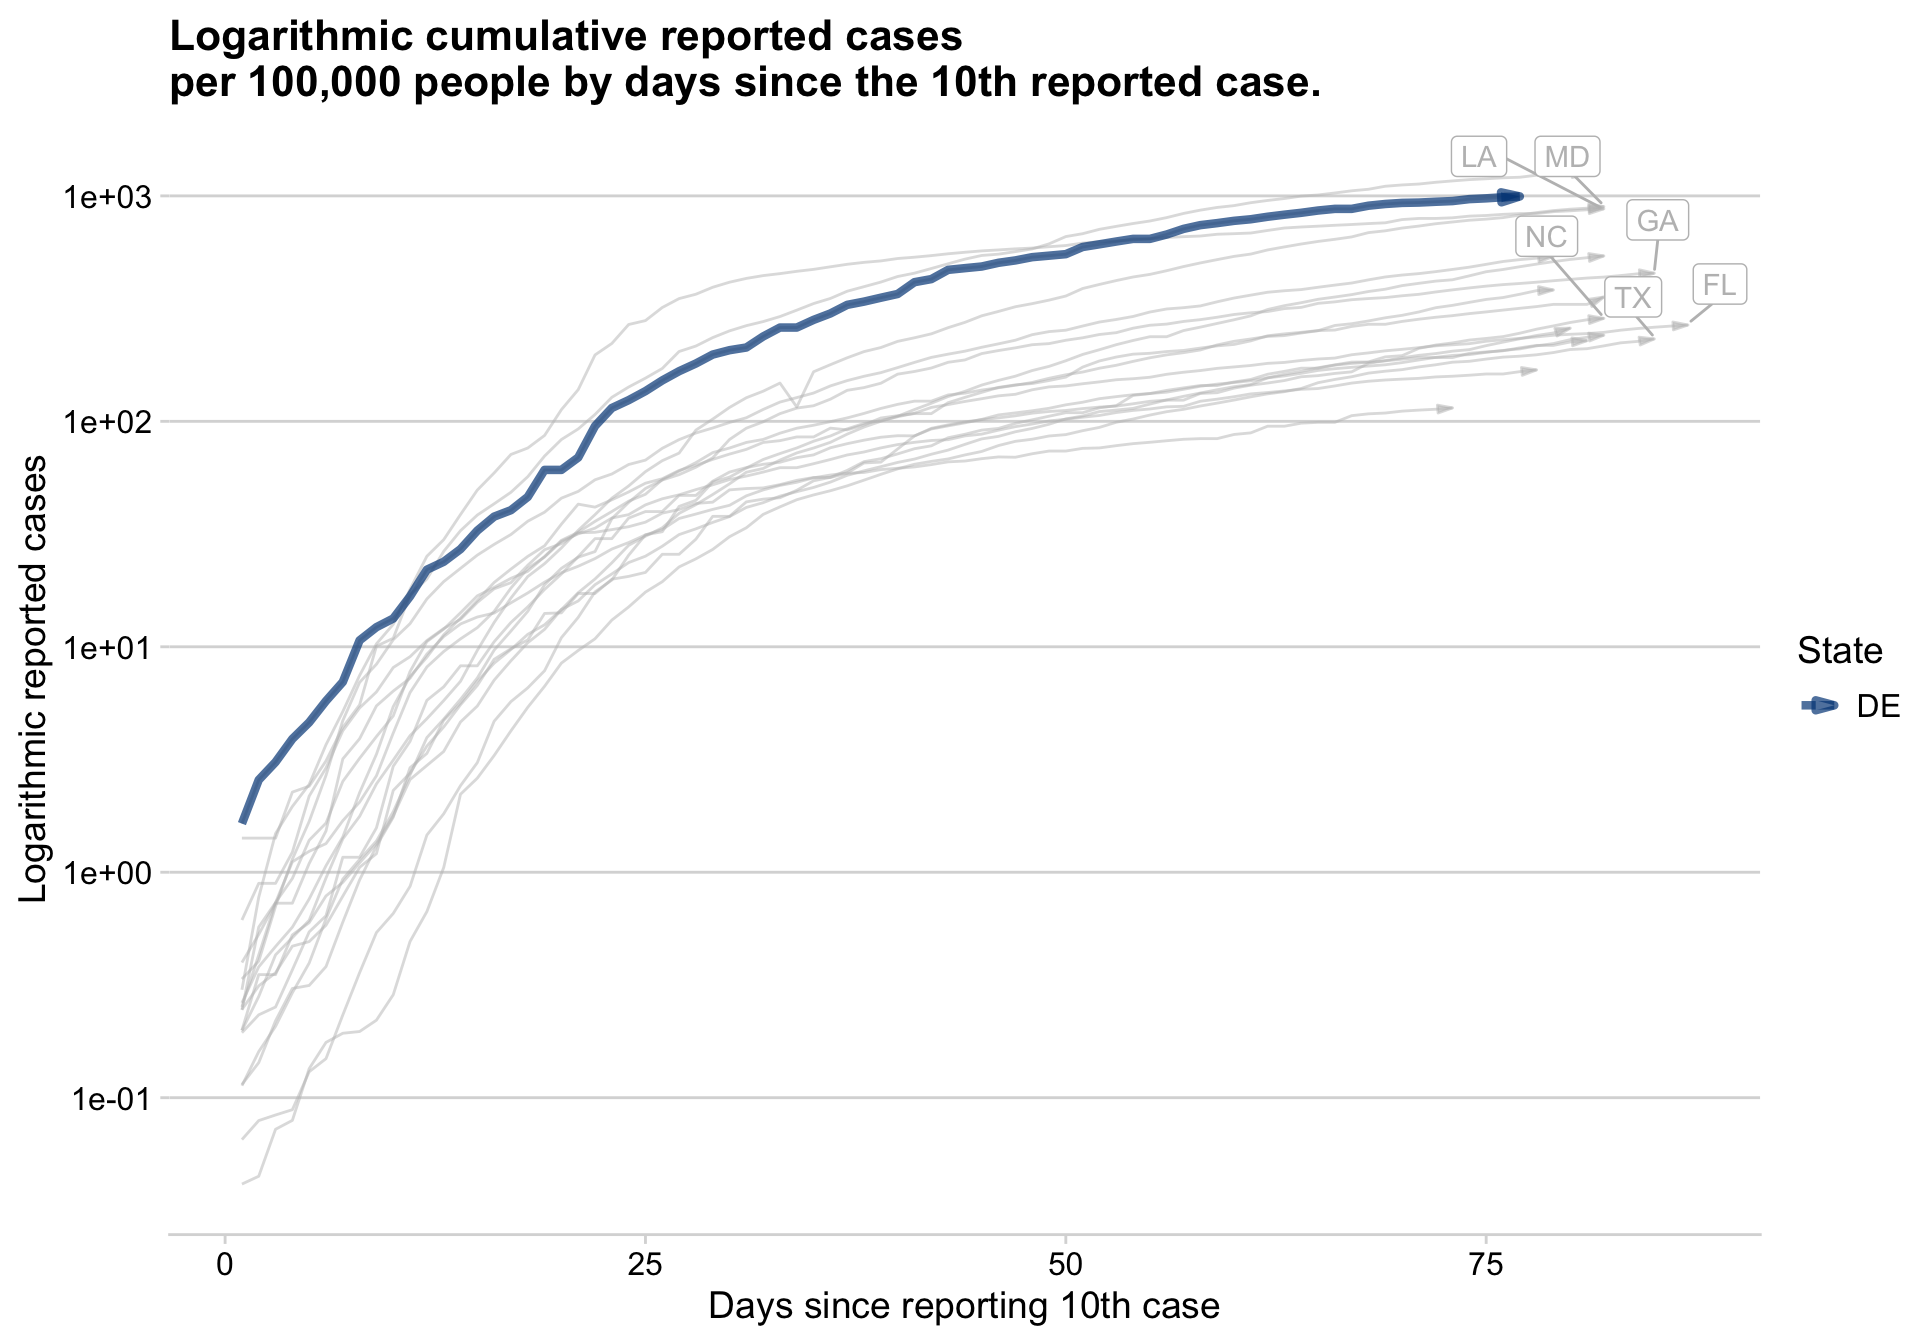 Logarithmic cumulative reported cases
per 100,000 people by days since the 10th reported case.
LA
MD
1e+03
GA
NC
FL
TX
1e+02
Logarithmic reported cases
1e+01
State
DE
1e+00
1e-01
0
25
50
75
Days since reporting 10th case